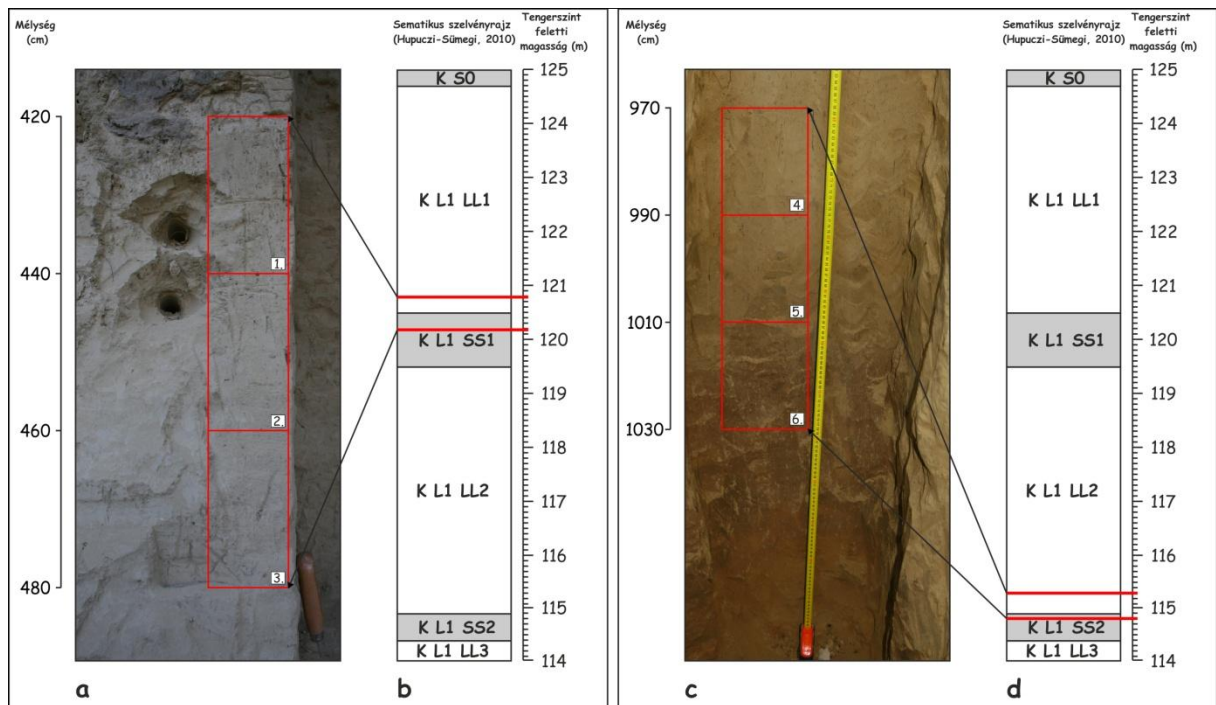 Mélység
(cm)
420
440
460
480
1.
2.
3.
a
Sematikus szelvényrajz
(Hupuczi-Sümegi, 2010)
K S0
K L1 LL1
K L1 SS1
K L1 LL2
K L1 SS2
K L1 LL3
b
Tengerszint
feletti
magasság (m)
125
124
123
122
121
120
119
118
117
116
115
114
Mélység
(cm)
970
990
1010
1030
4.
5.
6.
c
Sematikus szelvényrajz
(Hupuczi-Sümegi, 2010)
K S0
K L1 LL1
K L1 SS1
K L1 LL2
K L1 SS2
K L1 LL3
d
Tengerszint
feletti
magasság (m)
125
124
123
122
121
120
119
118
117
116
115
114